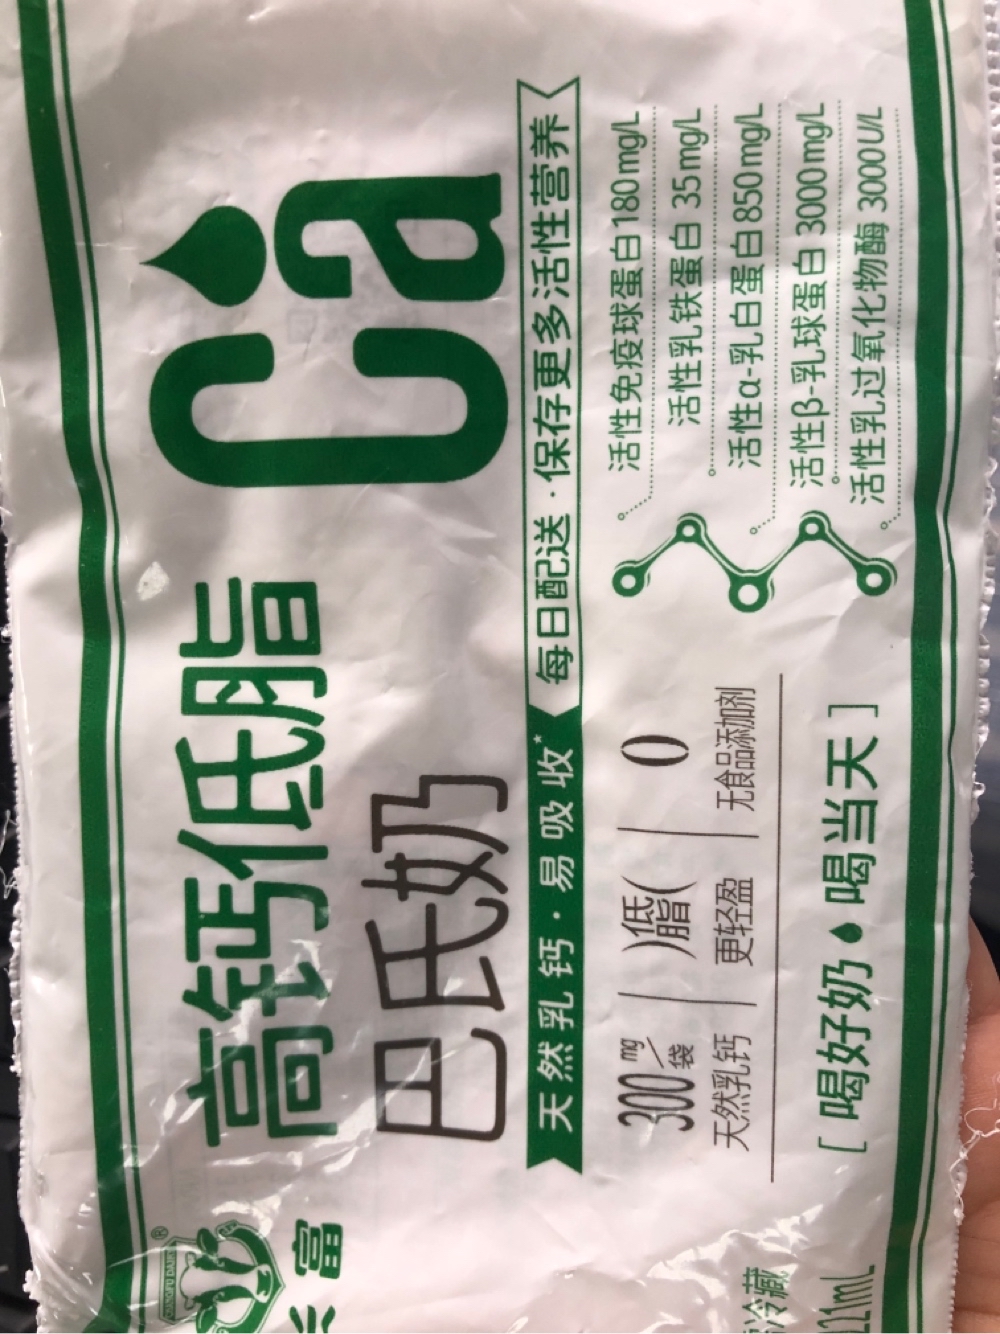 高钙低脂
Ca
巴氏奶
天然乳钙·易吸收*
每日配送·保存更多活性营养
300mg/袋
天然乳钙
低脂
更轻盈
0
无食品添加剂
[喝好奶 喝当天]
活性免疫球蛋白180mg/L
活性乳铁蛋白 35mg/L
活性α-乳白蛋白850mg/L
活性β-乳球蛋白 3000mg/L
活性乳过氧化物酶 3000U/L
®
富
冷藏